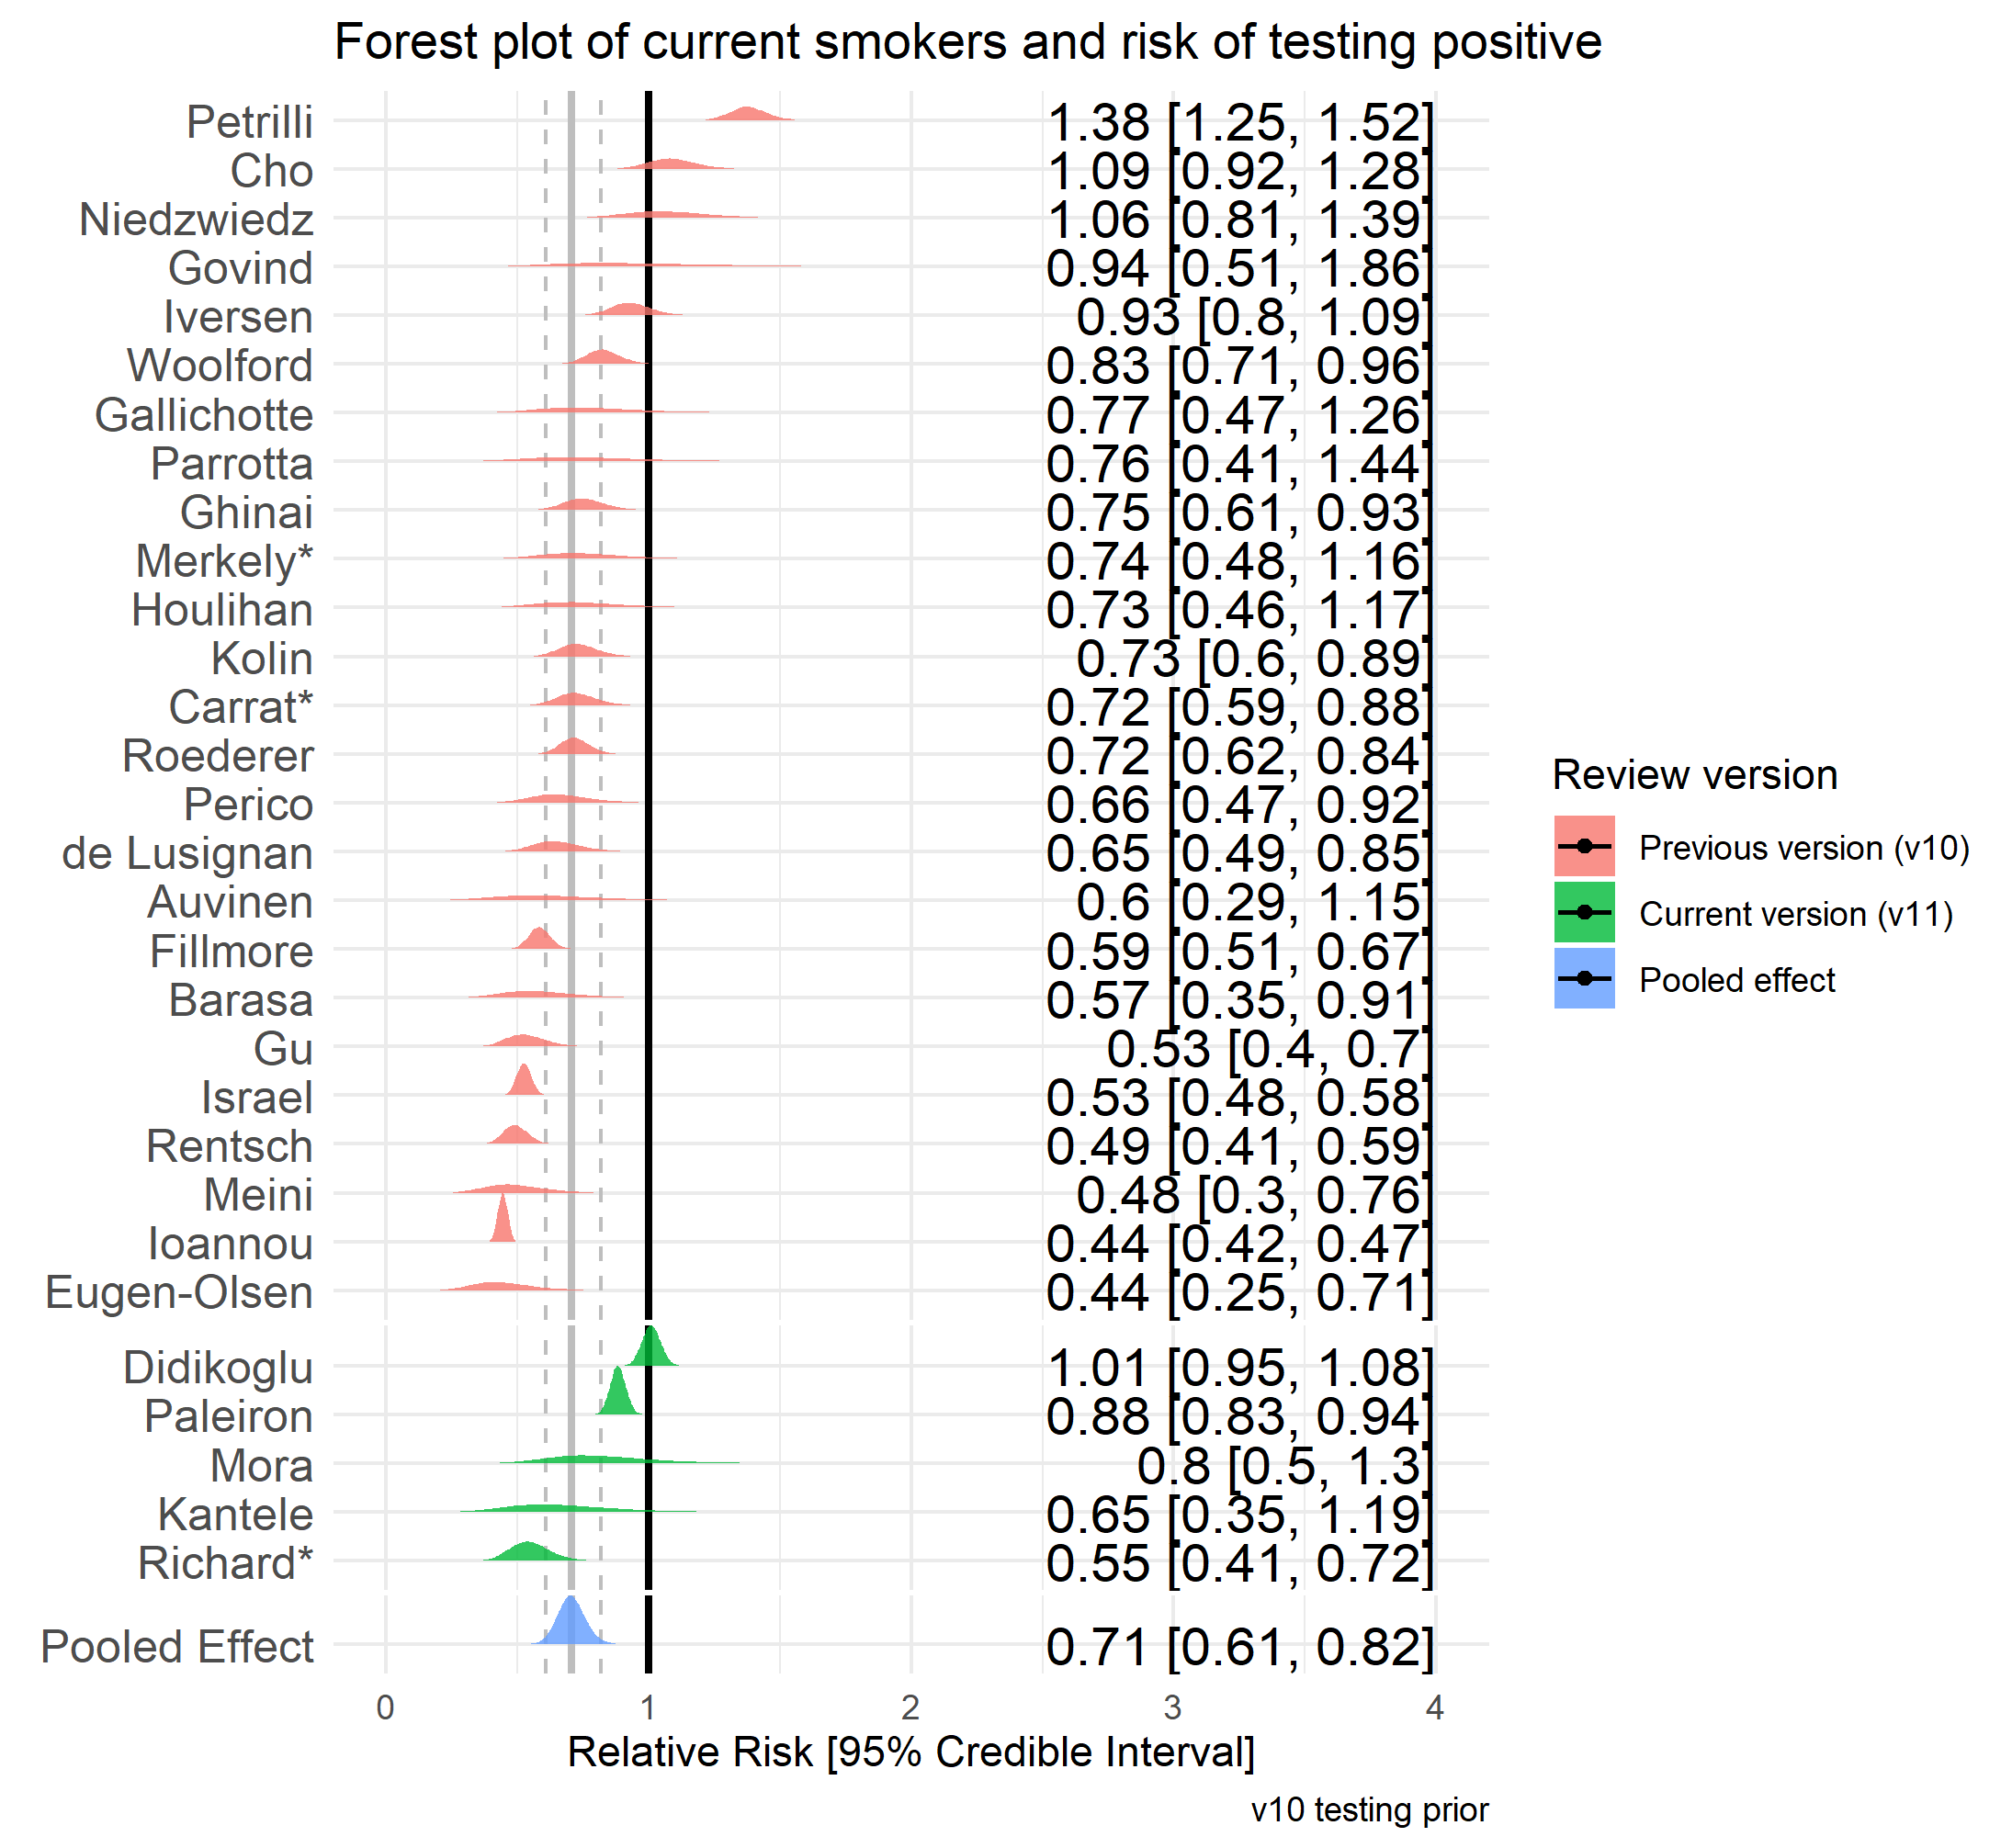 Forest plot of current smokers and risk of testing positive
Petrilli 1.38 [1.25, 1.52]
Cho 1.09 [0.92, 1.28]
Niedzwiedz 1.06 [0.81, 1.39]
Govind 0.94 [0.51, 1.86]
Iversen 0.93 [0.8, 1.09]
Woolford 0.83 [0.71, 0.96]
Gallichotte 0.77 [0.47, 1.26]
Parrotta 0.76 [0.41, 1.44]
Ghinai 0.75 [0.61, 0.93]
Merkely* 0.74 [0.48, 1.16]
Houlihan 0.73 [0.46, 1.17]
Kolin 0.73 [0.6, 0.89]
Carrat* 0.72 [0.59, 0.88]
Roederer 0.72 [0.62, 0.84]
Perico 0.66 [0.47, 0.92]
de Lusignan 0.65 [0.49, 0.85]
Auvinen 0.6 [0.29, 1.15]
Fillmore 0.59 [0.51, 0.67]
Barasa 0.57 [0.35, 0.91]
Gu 0.53 [0.4, 0.7]
Israel 0.53 [0.48, 0.58]
Rentsch 0.49 [0.41, 0.59]
Meini 0.48 [0.3, 0.76]
Ioannou 0.44 [0.42, 0.47]
Eugen-Olsen 0.44 [0.25, 0.71]
Didikoglu 1.01 [0.95, 1.08]
Paleiron 0.88 [0.83, 0.94]
Mora 0.8 [0.5, 1.3]
Kantele 0.65 [0.35, 1.19]
Richard* 0.55 [0.41, 0.72]
Pooled Effect 0.71 [0.61, 0.82]
0 1 2 3 4
Relative Risk [95% Credible Interval]
v10 testing prior
Review version
Previous version (v10)
Current version (v11)
Pooled effect